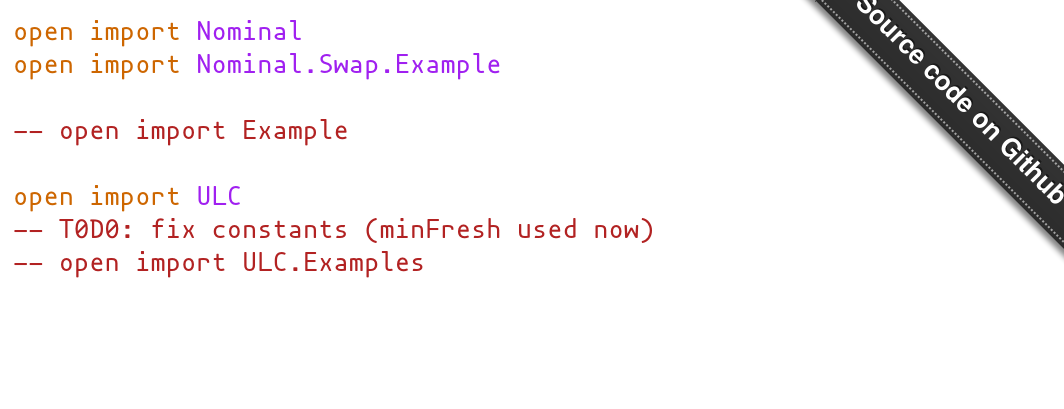 open import Nominal
open import Nominal.Swap.Example
-- open import Example
open import ULC
-- T0D0: fix constants (minFresh used now)
-- open import ULC.Examples
Source code on Github